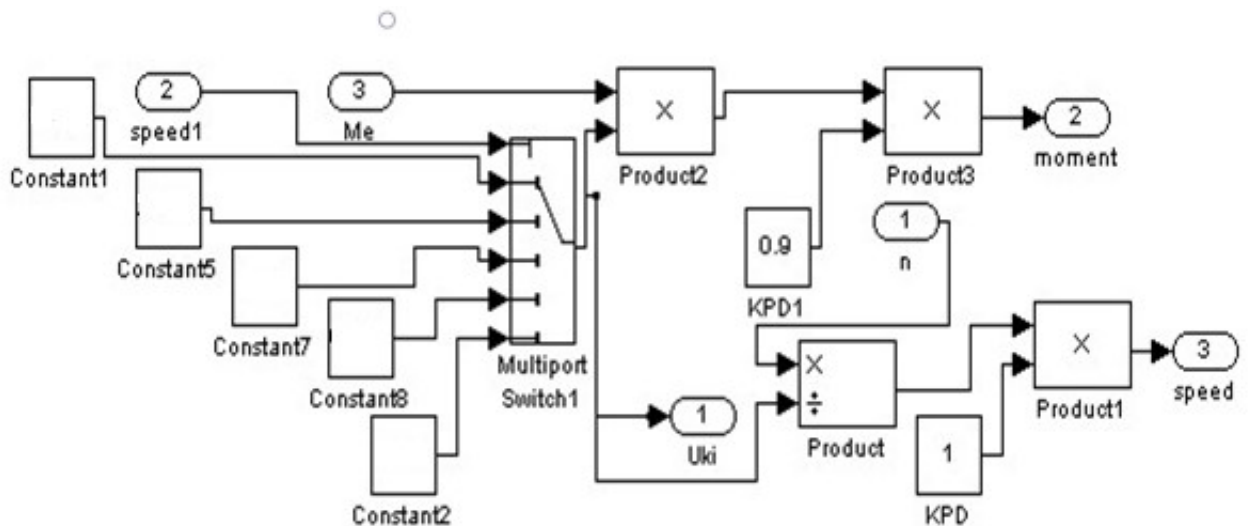 2
speed1
3
Me
×
Product2
×
Product3
2
moment
Constant1
Constant5
Constant7
Constant8
Constant2
Multiport
Switch1
0.9
KPD1
1
n
1
Uki
×
÷
Product
1
KPD
×
Product1
3
speed